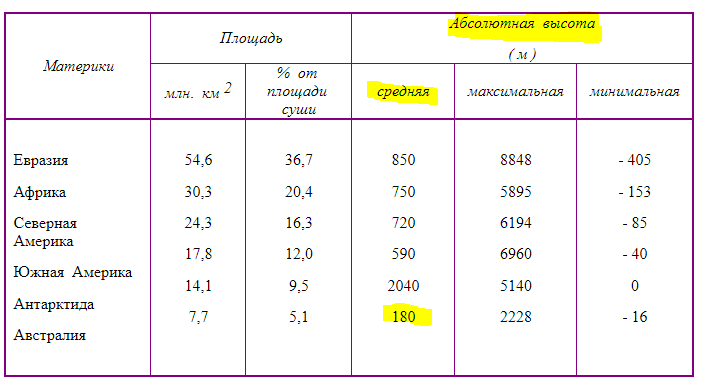 Материки Площадь Абсолютная высота
( м )
млн. км 2 % от площади суши средняя максимальная минимальная
Евразия 54,6 36,7 850 8848 - 405
Африка 30,3 20,4 750 5895 - 153
Северная Америка 24,3 16,3 720 6194 - 85
Южная Америка 17,8 12,0 590 6960 - 40
Антарктида 14,1 9,5 2040 5140 0
Австралия 7,7 5,1 180 2228 - 16